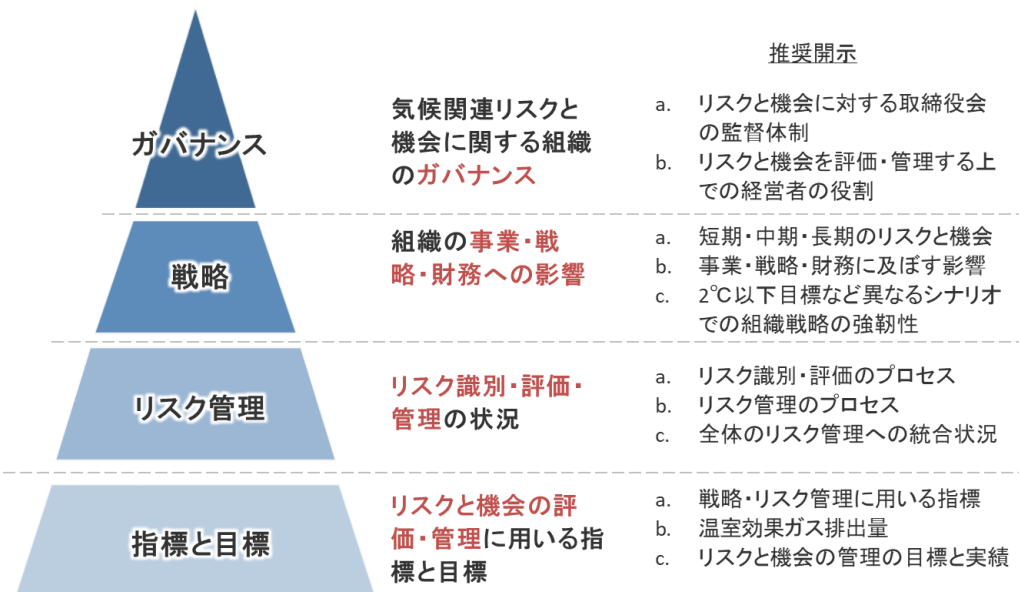 推奨開示
ガバナンス
気候関連リスクと
機会に関する組織
のガバナンス
a. リスクと機会に対する取締役会
の監督体制
b. リスクと機会を評価・管理する上
での経営者の役割
戦略
組織の事業・戦
略・財務への影響
a. 短期・中期・長期のリスクと機会
b. 事業・戦略・財務に及ぼす影響
c. 2℃以下目標など異なるシナリオ
での組織戦略の強靭性
リスク管理
リスク識別・評価・
管理の状況
a. リスク識別・評価のプロセス
b. リスク管理のプロセス
c. 全体のリスク管理への統合状況
指標と目標
リスクと機会の評
価・管理に用いる指
標と目標
a. 戦略・リスク管理に用いる指標
b. 温室効果ガス排出量
c. リスクと機会の管理の目標と実績